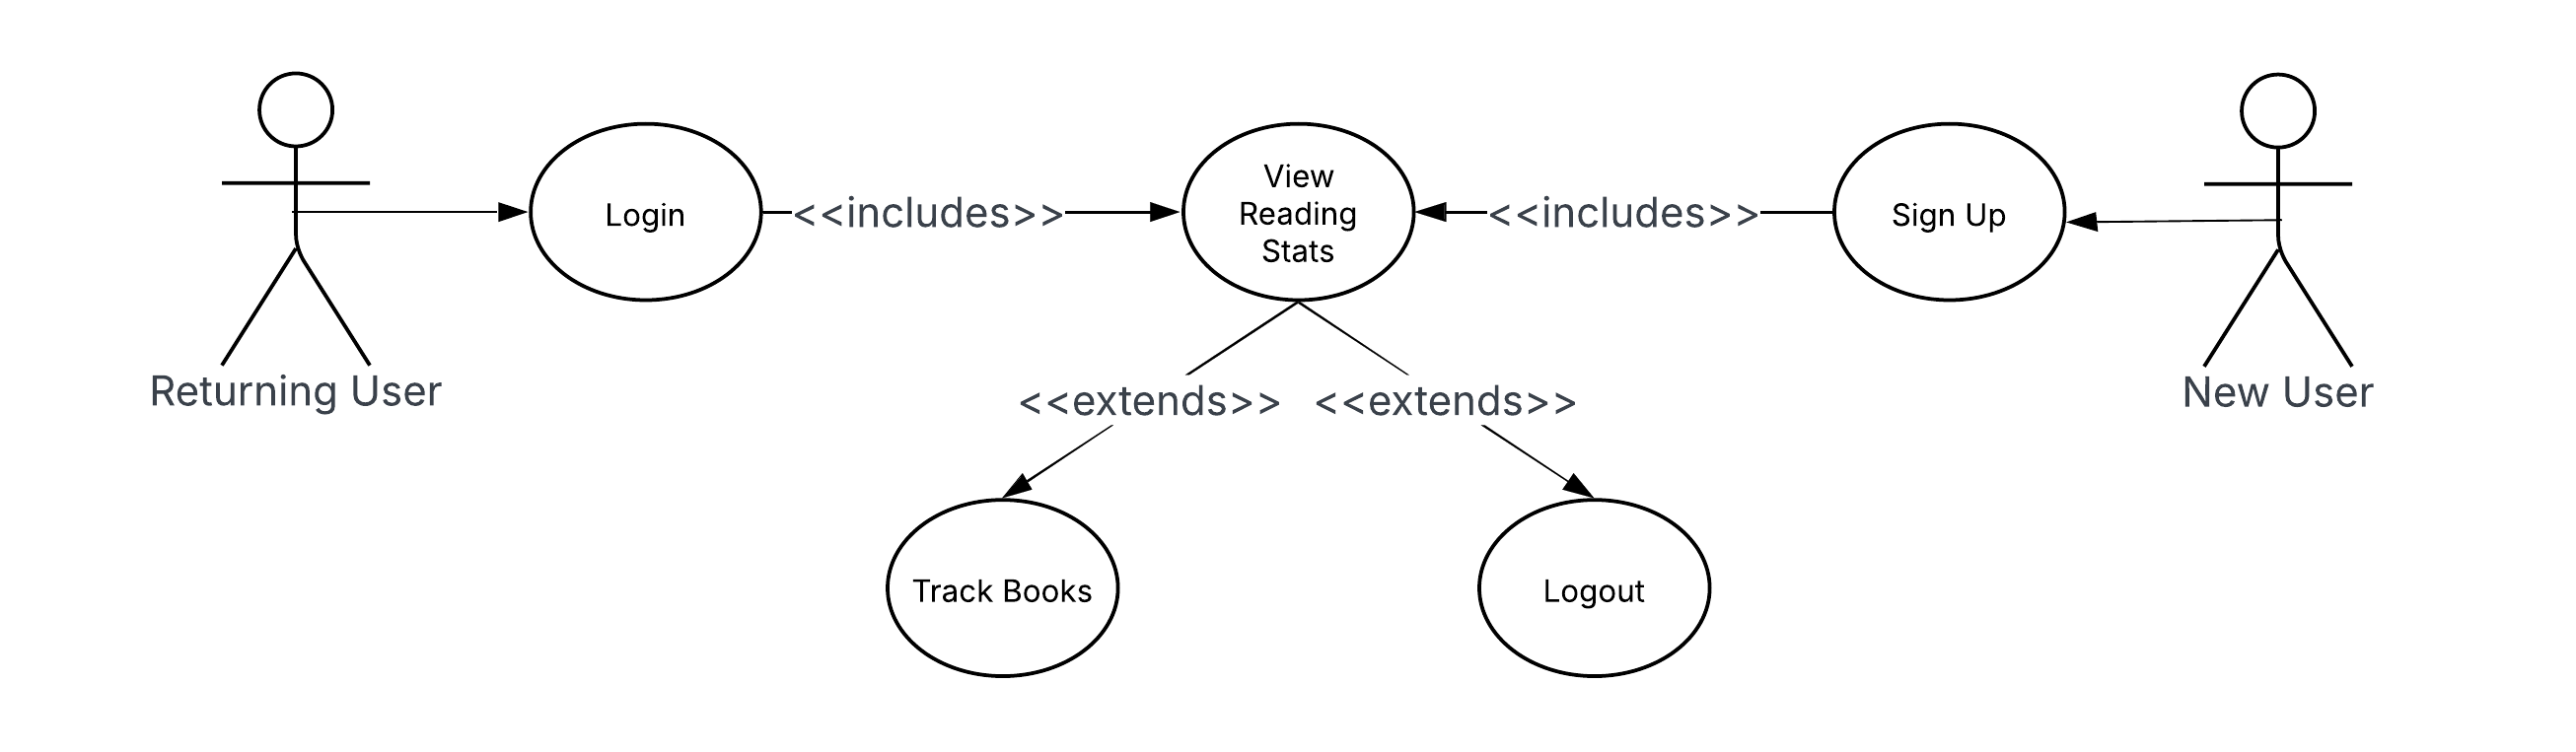 Login
<<includes>>
View
Reading
Stats
<<includes>>
Sign Up
Returning User
<<extends>>
<<extends>>
New User
Track Books
Logout